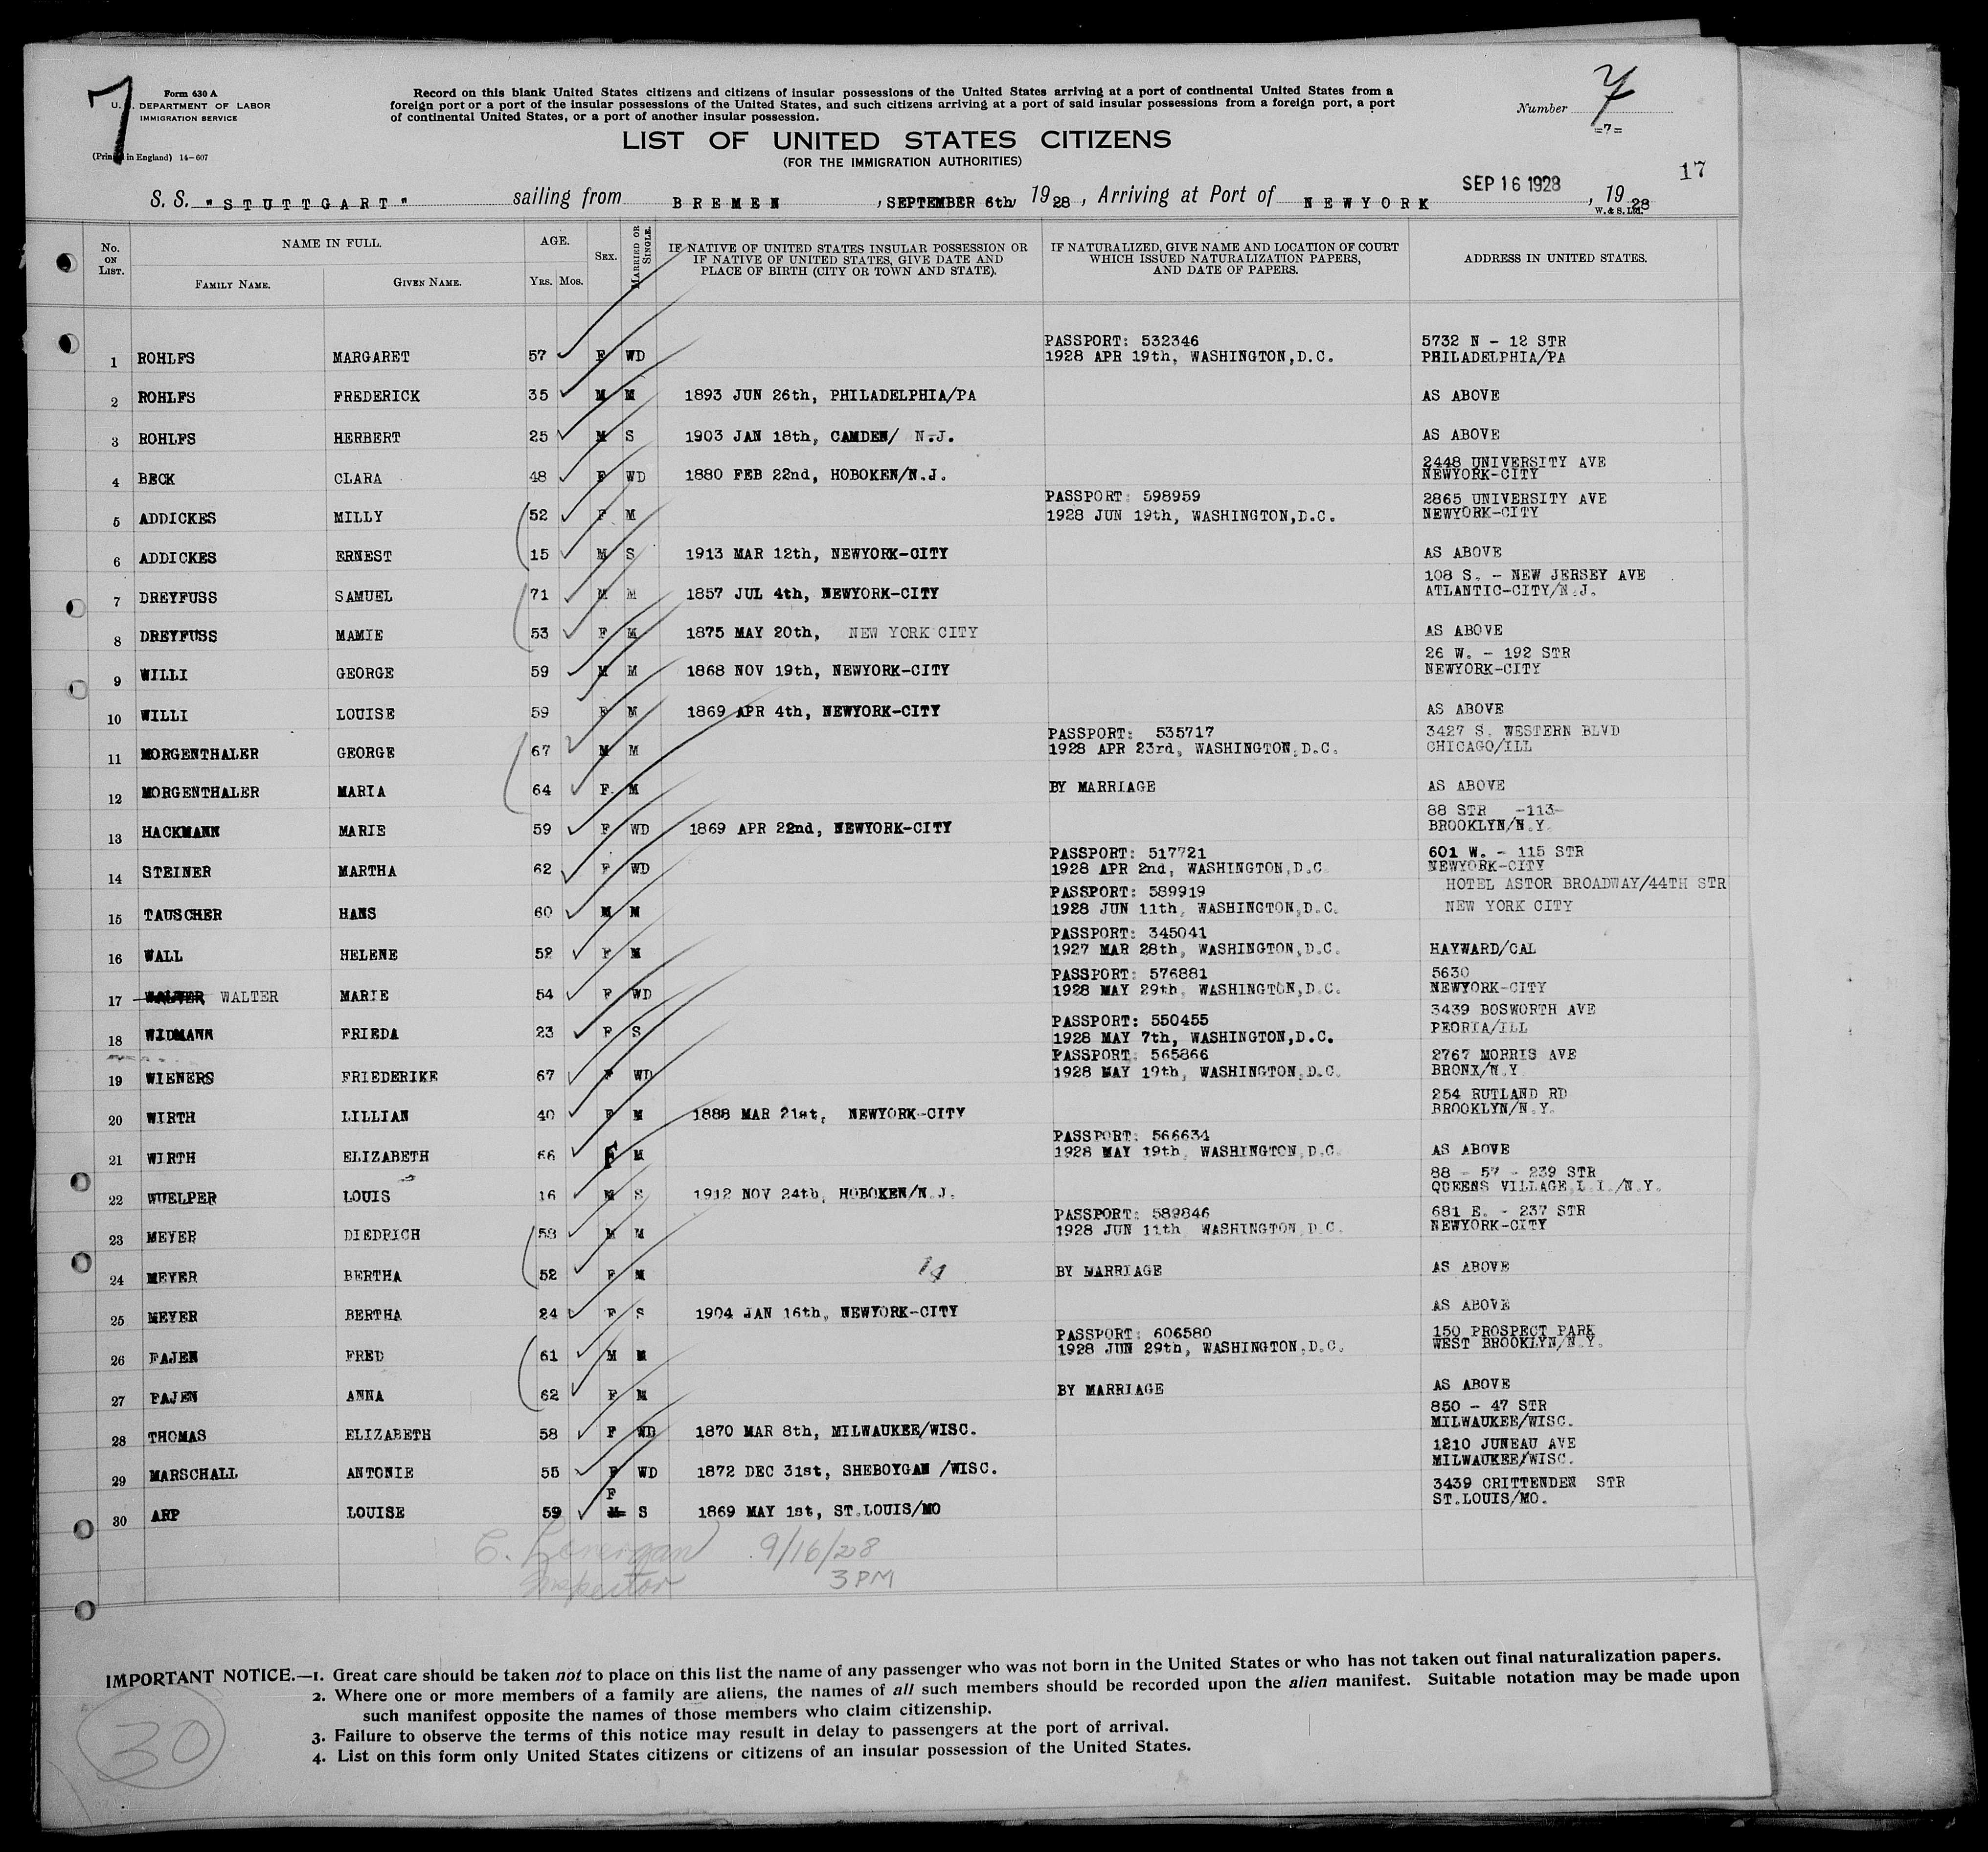 7
Form 630 A
U. S. DEPARTMENT OF LABOR
IMMIGRATION SERVICE
(Printed in England) 14-607
Record on this blank United States citizens and citizens of insular possessions of the United States arriving at a port of continental United States from a
foreign port or a port of the insular possessions of the United States, and such citizens arriving at a port of said insular possessions from a foreign port, a port
of continental United States, or a port of another insular possession.
Number 7
=7=
LIST OF UNITED STATES CITIZENS
(FOR THE IMMIGRATION AUTHORITIES)
17
S. S. "STUTTGART" sailing from BREMEN, SEPTEMBER 6th 1928, Arriving at Port of NEWYORK SEP 16 1928, 1928
W. & S. Ltd.
No. ON LIST. NAME IN FULL. FAMILY NAME. GIVEN NAME. AGE. YRS. MOS. SEX. MARRIED OR SINGLE. IF NATIVE OF UNITED STATES INSULAR POSSESSION OR IF NATIVE OF UNITED STATES, GIVE DATE AND PLACE OF BIRTH (CITY OR TOWN AND STATE). IF NATURALIZED, GIVE NAME AND LOCATION OF COURT WHICH ISSUED NATURALIZATION PAPERS, AND DATE OF PAPERS. ADDRESS IN UNITED STATES.
PASSPORT: 532346 5732 N - 12 STR
1 ROHLFS MARGARET 57 F WD 1928 APR 19th, WASHINGTON,D.C. PHILADELPHIA/PA
2 ROHLFS FREDERICK 35 M M 1893 JUN 26th, PHILADELPHIA/PA AS ABOVE
3 ROHLFS HERBERT 25 M S 1903 JAN 18th, CAMDEN/ N.J. AS ABOVE
2448 UNIVERSITY AVE
4 BECK CLARA 48 F WD 1880 FEB 22nd, HOBOKEN/N.J. NEWYORK-CITY
PASSPORT: 598959 2865 UNIVERSITY AVE
5 ADDICKES MILLY 52 F M 1928 JUN 19th, WASHINGTON,D.C. NEWYORK-CITY
6 ADDICKES ERNEST 15 M S 1913 MAR 12th, NEWYORK-CITY AS ABOVE
108 S. - NEW JERSEY AVE
7 DREYFUSS SAMUEL 71 M M 1857 JUL 4th, NEWYORK-CITY ATLANTIC-CITY/N.J.
8 DREYFUSS MAMIE 53 F M 1875 MAY 20th, NEW YORK CITY AS ABOVE
26 W. - 192 STR
9 WILLI GEORGE 59 M M 1868 NOV 19th, NEWYORK-CITY NEWYORK-CITY
10 WILLI LOUISE 59 F M 1869 APR 4th, NEWYORK-CITY AS ABOVE
PASSPORT: 535717 3427 S. WESTERN BLVD
11 MORGENTHALER GEORGE 67 M M 1928 APR 23rd, WASHINGTON,D.C. CHICAGO/ILL
12 MORGENTHALER MARIA 64 F. M BY MARRIAGE AS ABOVE
88 STR -113-
13 HACKMANN MARIE 59 F WD 1869 APR 22nd, NEWYORK-CITY BROOKLYN/N.Y.
PASSPORT: 517721 601 W. - 115 STR
14 STEINER MARTHA 62 F WD 1928 APR 2nd, WASHINGTON,D.C NEWYORK-CITY
PASSPORT: 589919 HOTEL ASTOR BROADWAY/44TH STR
15 TAUSCHER HANS 60 M M 1928 JUN 11th, WASHINGTON,D.C. NEW YORK CITY
PASSPORT: 345041
16 WALL HELENE 52 F M 1927 MAR 28th, WASHINGTON,D.C. HAYWARD/CAL
PASSPORT: 576881 5630
17 WALTER WALTER MARIE 54 F WD 1928 MAY 29th, WASHINGTON,D.C. NEWYORK-CITY
PASSPORT: 550455 3439 BOSWORTH AVE
18 WIDMANN FRIEDA 23 F S 1928 MAY 7th, WASHINGTON,D.C. PEORIA/ILL
PASSPORT: 565866 2767 MORRIS AVE
19 WIENERS FRIEDERIKE 67 F WD 1928 MAY 19th, WASHINGTON,D.C. BRONX/N.Y
254 RUTLAND RD
20 WIRTH LILLIAN 40 F M 1888 MAR 21st, NEWYORK-CITY BROOKLYN/N.Y.
PASSPORT: 566634
21 WIRTH ELIZABETH 66 F M 1928 MAY 19th, WASHINGTON,D.C AS ABOVE
88 - 57 - 239 STR
22 WUELPER LOUIS 16 M S 1912 NOV 24th, HOBOKEN/N.J. QUEENS VILLAGE,L.I./N.Y.
PASSPORT: 589846 681 E. - 237 STR
23 MEYER DIEDRICH 53 M M 1928 JUN 11th WASHINGTON,D.C. NEWYORK-CITY
24 MEYER BERTHA 52 F M 14 BY MARRIAGE AS ABOVE
25 MEYER BERTHA 24 F S 1904 JAN 16th, NEWYORK-CITY AS ABOVE
PASSPORT: 606580 150 PROSPECT PARK
26 FAJEN FRED 61 M M 1928 JUN 29th, WASHINGTON,D.C. WEST BROOKLYN/N.Y.
27 FAJEN ANNA 62 F M BY MARRIAGE AS ABOVE
850 - 47 STR
28 THOMAS ELIZABETH 58 F WD 1870 MAR 8th, MILWAUKEE/WISC. MILWAUKEE/WISC.
1210 JUNEAU AVE
29 MARSCHALL ANTONIE 55 F WD 1872 DEC 31st, SHEBOYGAN /WISC. MILWAUKEE/WISC.
F 3439 CRITTENDEN STR
30 ARP LOUISE 59 M S 1869 MAY 1st, ST.LOUIS/MO ST.LOUIS/MO.
C. Lenergan 9/16/28
Inspector 3 PM
IMPORTANT NOTICE.—1. Great care should be taken not to place on this list the name of any passenger who was not born in the United States or who has not taken out final naturalization papers.
2. Where one or more members of a family are aliens, the names of all such members should be recorded upon the alien manifest. Suitable notation may be made upon
such manifest opposite the names of those members who claim citizenship.
3. Failure to observe the terms of this notice may result in delay to passengers at the port of arrival.
4. List on this form only United States citizens or citizens of an insular possession of the United States.
30